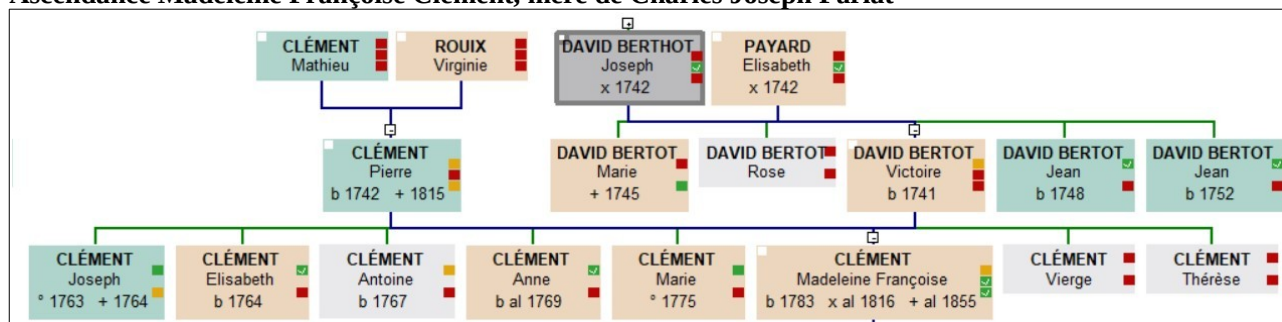 Ascendance Madeleine Françoise Clément, mère de Charles Joseph Pariat
CLÉMENT
Mathieu
ROUIX
Virginie
DAVID BERTHOT
Joseph
x 1742
PAYARD
Elisabeth
x 1742
CLÉMENT
Pierre
b 1742 + 1815
DAVID BERTOT
Marie
+ 1745
DAVID BERTOT
Rose
DAVID BERTOT
Victoire
b 1741
DAVID BERTOT
Jean
b 1748
DAVID BERTOT
Jean
b 1752
CLÉMENT
Joseph
° 1763 + 1764
CLÉMENT
Elisabeth
b 1764
CLÉMENT
Antoine
b 1767
CLÉMENT
Anne
b al 1769
CLÉMENT
Marie
° 1775
CLÉMENT
Madeleine Françoise
b 1783 x al 1816 + al 1855
CLÉMENT
Vierge
CLÉMENT
Thérèse